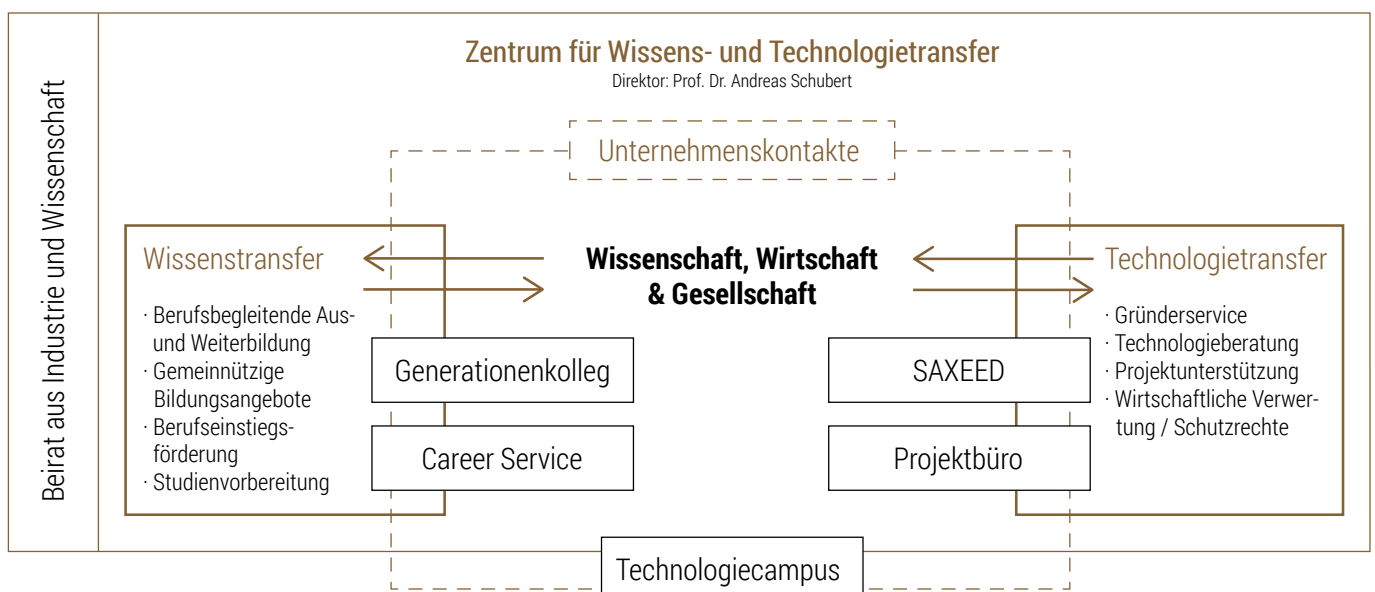 Beirat aus Industrie und Wissenschaft
Zentrum für Wissens- und Technologietransfer
Direktor: Prof. Dr. Andreas Schubert
Unternehmenskontakte
Wissenstransfer
· Berufsbegleitende Aus-
und Weiterbildung
· Gemeinnützige
Bildungsangebote
· Berufseinstiegs-
förderung
· Studienvorbereitung
Wissenschaft, Wirtschaft
& Gesellschaft
Generationenkolleg
Career Service
SAXEED
Projektbüro
Technologietransfer
· Gründerservice
· Technologieberatung
· Projektunterstützung
· Wirtschaftliche Verwer-
tung / Schutzrechte
Technologiecampus